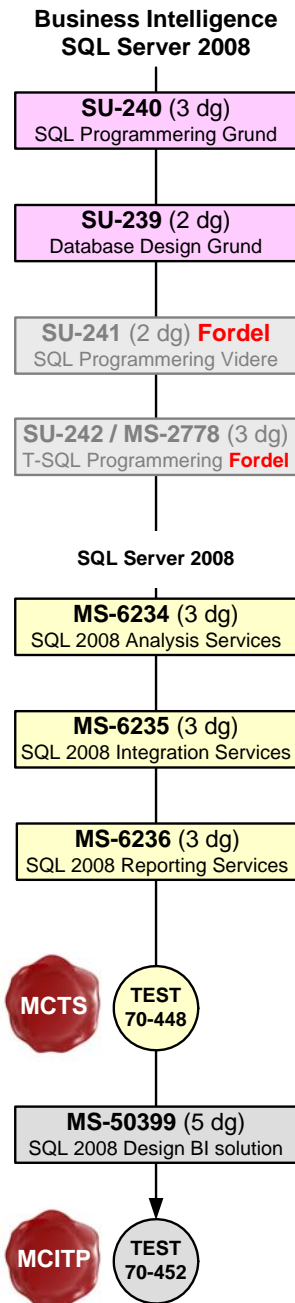 Business Intelligence
SQL Server 2008
SU-240 (3 dg)
SQL Programmering Grund
SU-239 (2 dg)
Database Design Grund
SU-241 (2 dg) Fordel
SQL Programmering Videre
SU-242 / MS-2778 (3 dg)
T-SQL Programmering Fordel
SQL Server 2008
MS-6234 (3 dg)
SQL 2008 Analysis Services
MS-6235 (3 dg)
SQL 2008 Integration Services
MS-6236 (3 dg)
SQL 2008 Reporting Services
MCTS
TEST
70-448
MS-50399 (5 dg)
SQL 2008 Design BI solution
MCITP
TEST
70-452